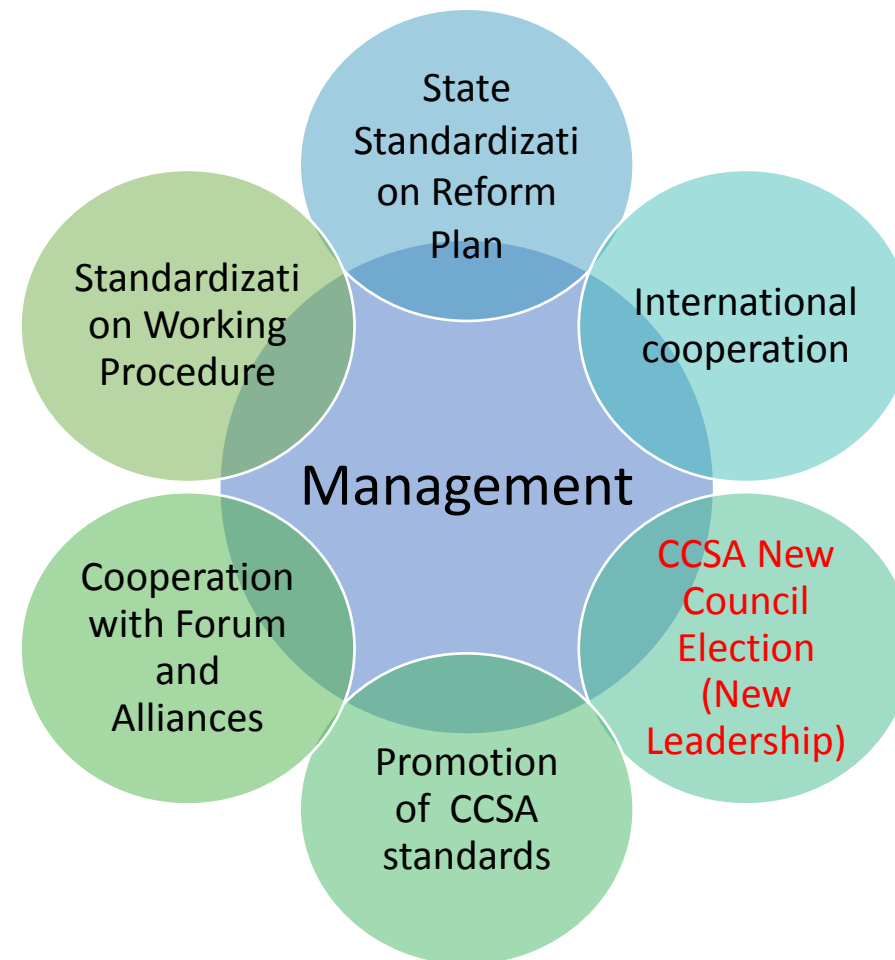 State
Standardizati
on Reform
Plan
International
cooperation
CCSA New
Council
Election
(New
Leadership)
Promotion
of  CCSA
standards
Cooperation
with Forum
and
Alliances
Standardizati
on Working
Procedure
Management